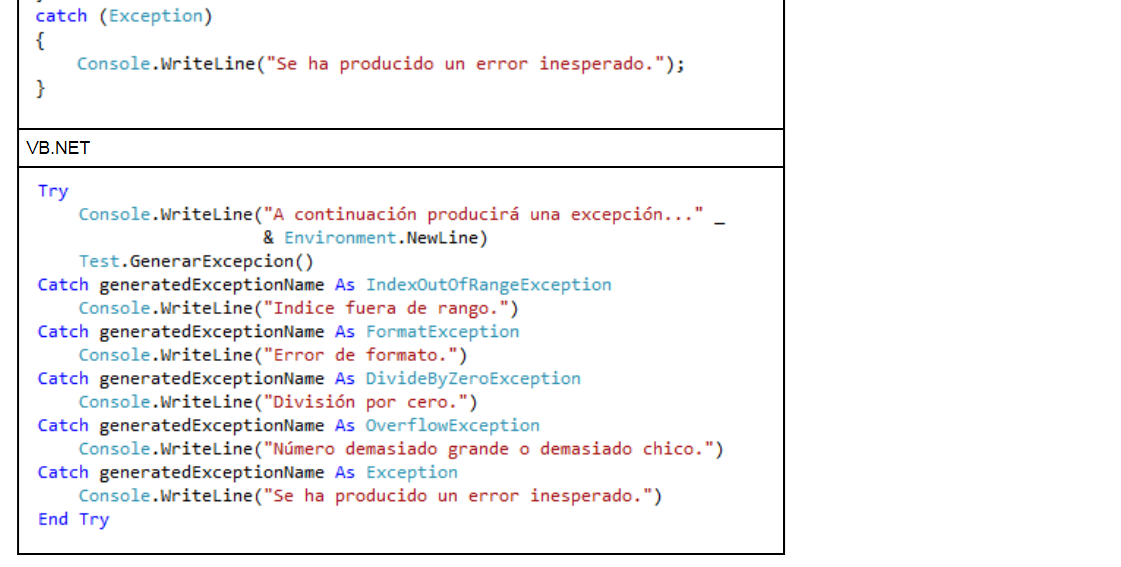 catch (Exception)
{
    Console.WriteLine("Se ha producido un error inesperado.");
}
VB.NET
Try
    Console.WriteLine("A continuación producirá una excepción..." _
                      & Environment.NewLine)
    Test.GenerarExcepcion()
Catch generatedExceptionName As IndexOutOfRangeException
    Console.WriteLine("Indice fuera de rango.")
Catch generatedExceptionName As FormatException
    Console.WriteLine("Error de formato.")
Catch generatedExceptionName As DivideByZeroException
    Console.WriteLine("División por cero.")
Catch generatedExceptionName As OverflowException
    Console.WriteLine("Número demasiado grande o demasiado chico.")
Catch generatedExceptionName As Exception
    Console.WriteLine("Se ha producido un error inesperado.")
End Try